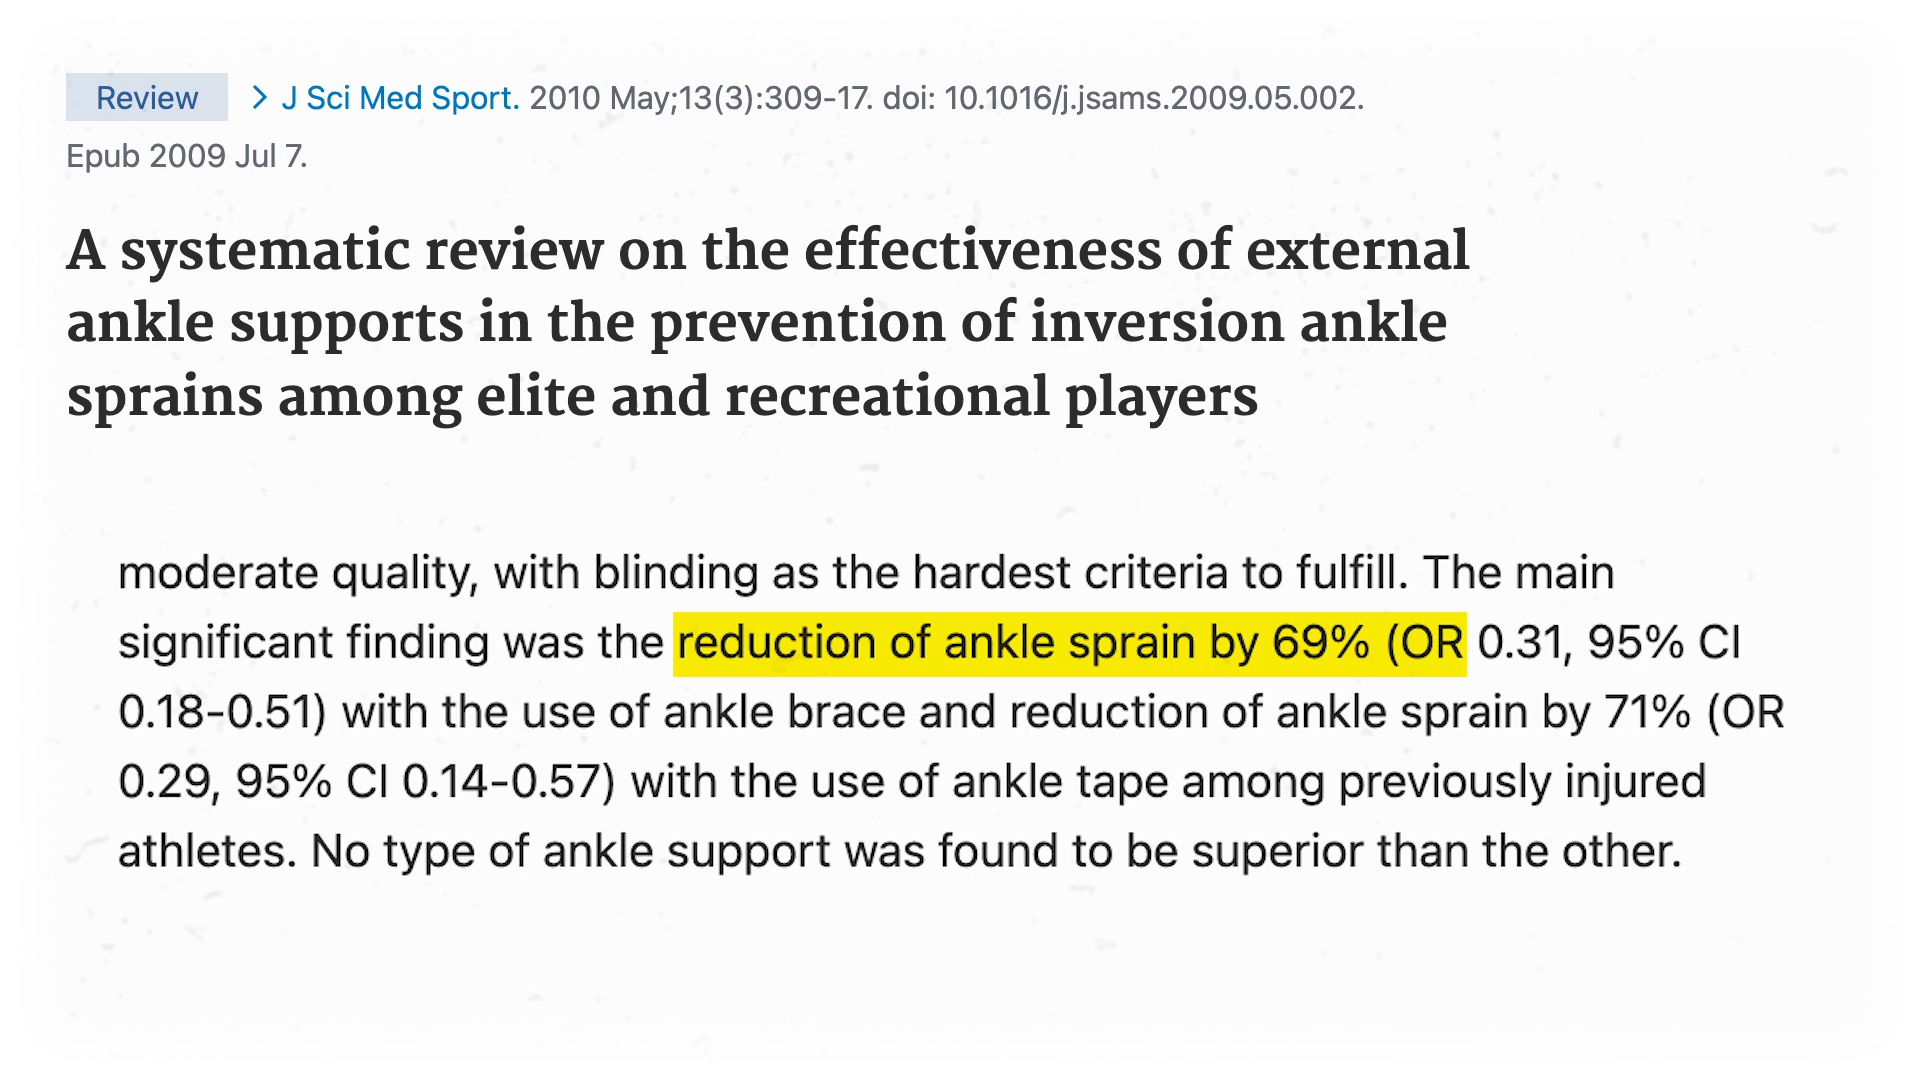 Review > J Sci Med Sport. 2010 May;13(3):309-17. doi: 10.1016/j.jsams.2009.05.002.
Epub 2009 Jul 7.
A systematic review on the effectiveness of external
ankle supports in the prevention of inversion ankle
sprains among elite and recreational players
moderate quality, with blinding as the hardest criteria to fulfill. The main
significant finding was the reduction of ankle sprain by 69% (OR 0.31, 95% CI
0.18-0.51) with the use of ankle brace and reduction of ankle sprain by 71% (OR
0.29, 95% CI 0.14-0.57) with the use of ankle tape among previously injured
athletes. No type of ankle support was found to be superior than the other.